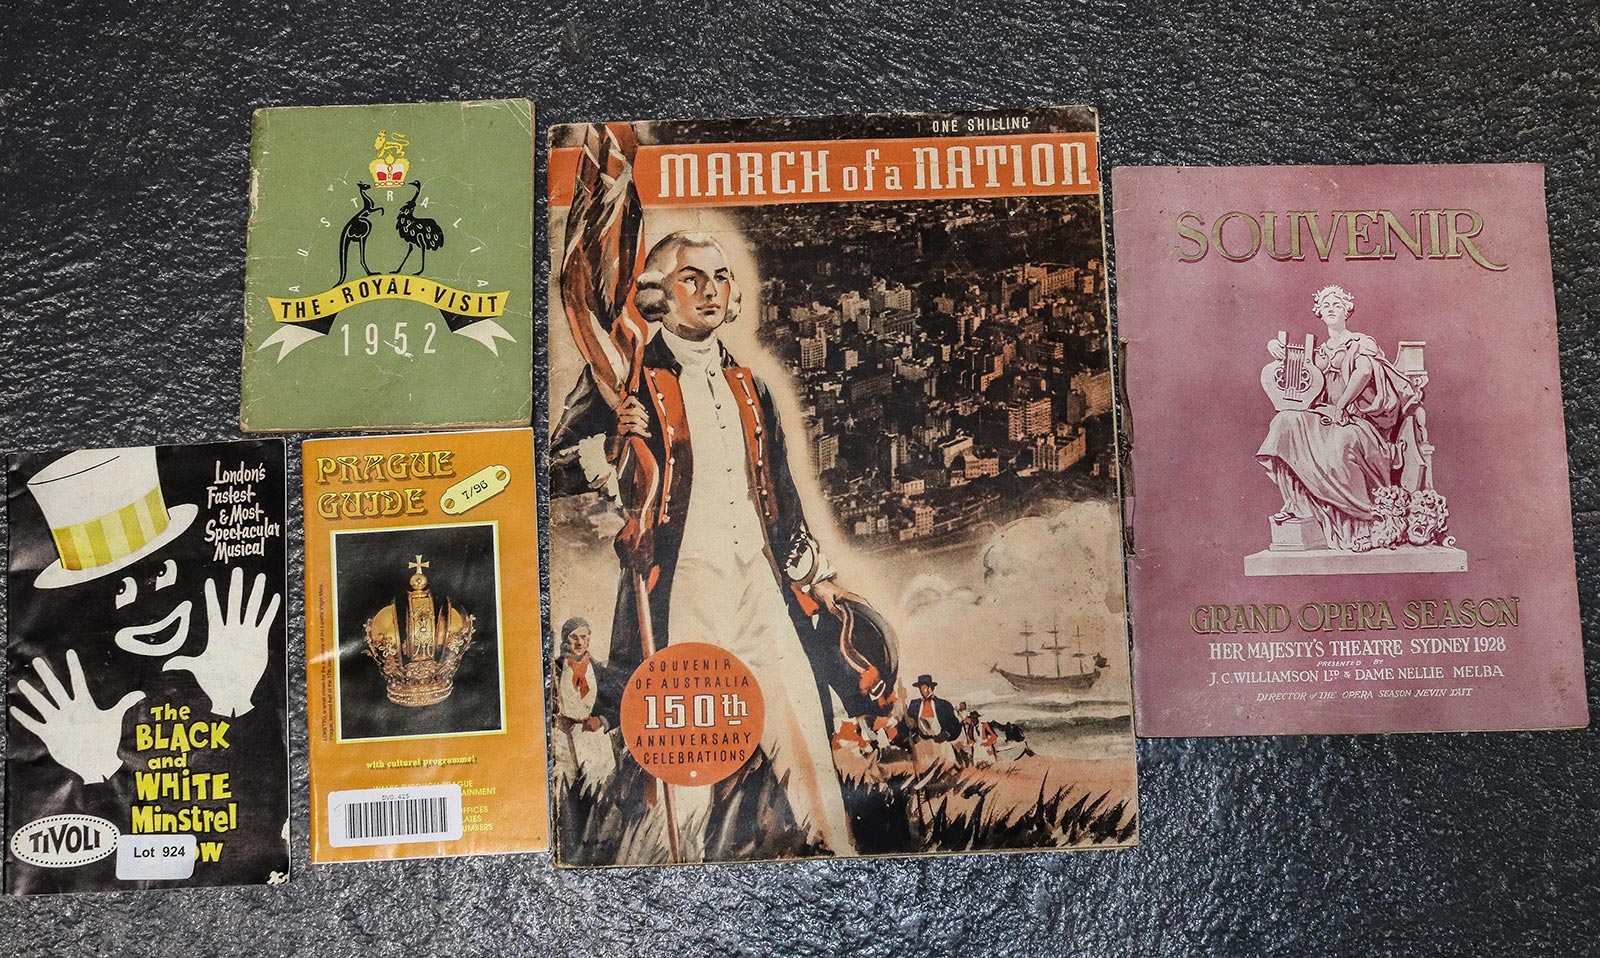 AUSTRALIA
THE · ROYAL · VISIT
1952
London's
Fastest
& Most
Spectacular
Musical
The
BLACK
and
WHITE
Minstrel
TIVOLI
Lot 924
PRAGUE
GUIDE
7/96
with cultural programme!
DVO.425
ONE SHILLING
MARCH of a NATION
SOUVENIR
OF AUSTRALIA
150th
ANNIVERSARY
CELEBRATIONS
SOUVENIR
GRAND OPERA SEASON
HER MAJESTY'S THEATRE SYDNEY 1928
PRESENTED BY
J.C. WILLIAMSON LTD & DAME NELLIE MELBA
DIRECTOR of the OPERA SEASON NEVIN TAIT